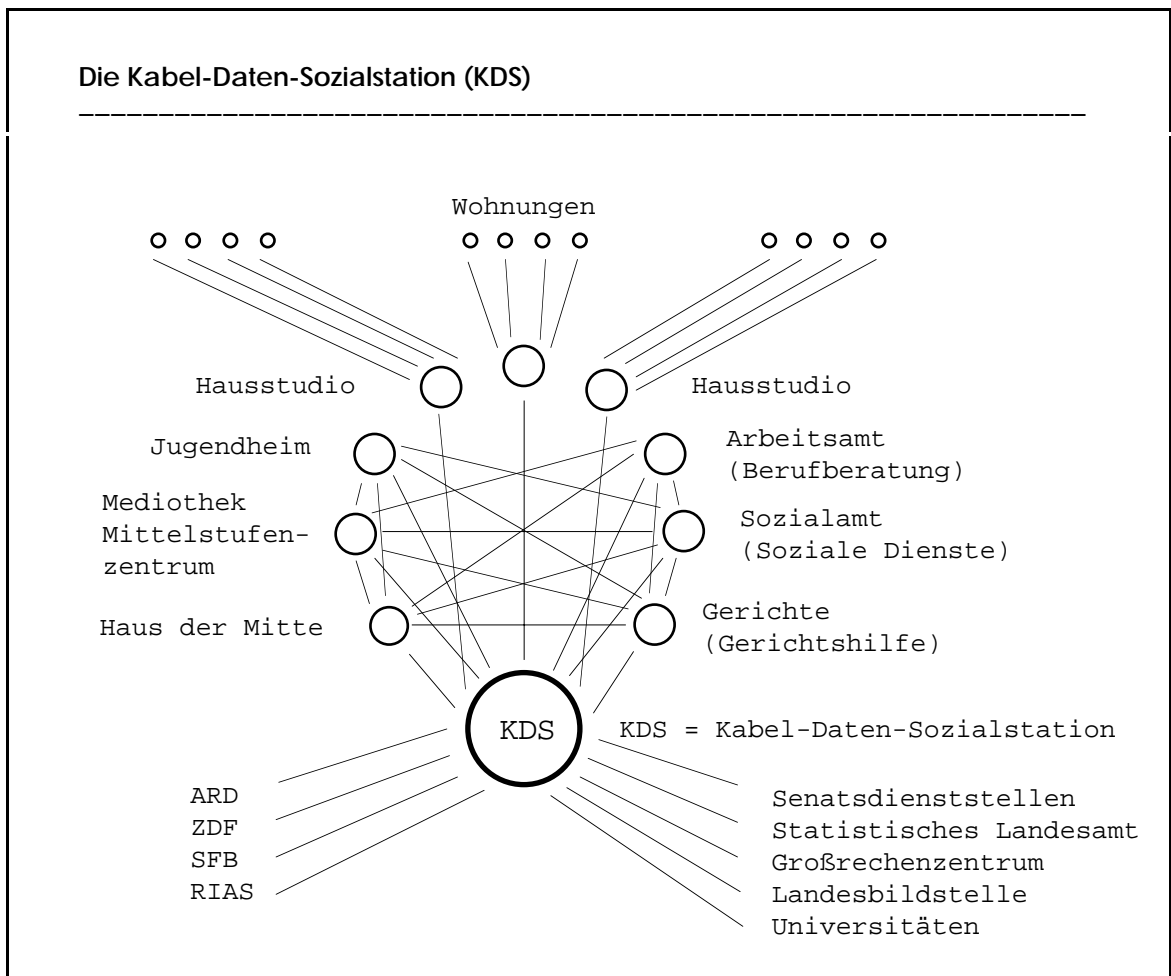 Die Kabel-Daten-Sozialstation (KDS)
Wohnungen
Hausstudio
Hausstudio
Jugendheim
Arbeitsamt
(Berufberatung)
Mediothek
Mittelstufen-
zentrum
Sozialamt
(Soziale Dienste)
Haus der Mitte
Gerichte
(Gerichtshilfe)
KDS
KDS = Kabel-Daten-Sozialstation
ARD
ZDF
SFB
RIAS
Senatsdienststellen
Statistisches Landesamt
Großrechenzentrum
Landesbildstelle
Universitäten